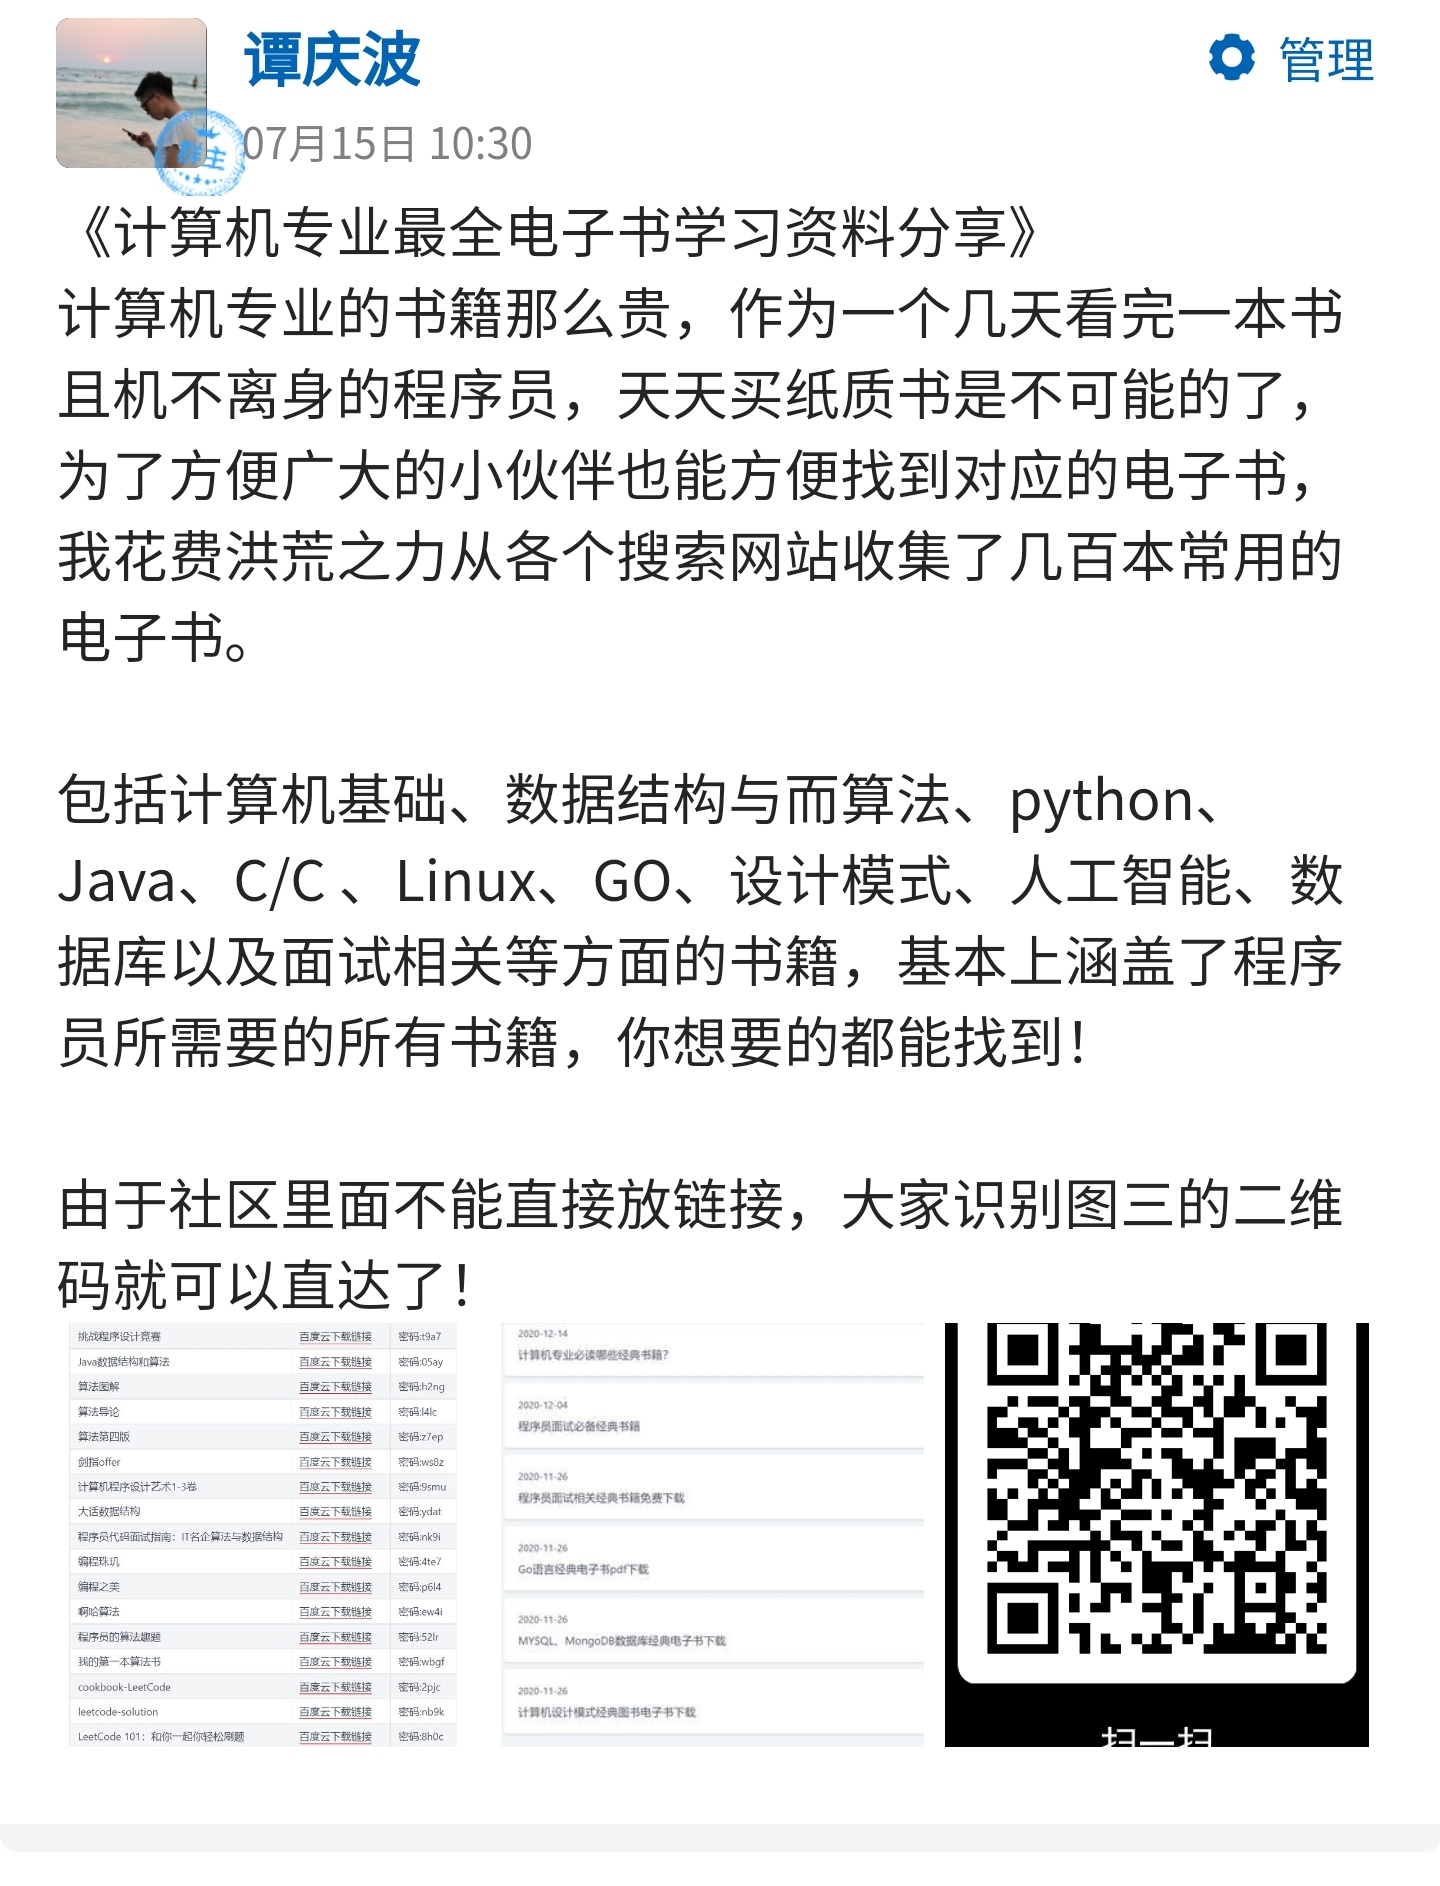 谭庆波
管理
群主
07月15日 10:30
《计算机专业最全电子书学习资料分享》
计算机专业的书籍那么贵，作为一个几天看完一本书
且机不离身的程序员，天天买纸质书是不可能的了，
为了方便广大的小伙伴也能方便找到对应的电子书，
我花费洪荒之力从各个搜索网站收集了几百本常用的
电子书。
包括计算机基础、数据结构与而算法、python、
Java、C/C 、Linux、GO、设计模式、人工智能、数
据库以及面试相关等方面的书籍，基本上涵盖了程序
员所需要的所有书籍，你想要的都能找到！
由于社区里面不能直接放链接，大家识别图三的二维
码就可以直达了！
挑战程序设计竞赛 百度云下载链接 密码:t9a7
Java数据结构和算法 百度云下载链接 密码:05ay
算法图解 百度云下载链接 密码:h2ng
算法导论 百度云下载链接 密码:l4lc
算法第四版 百度云下载链接 密码:z7ep
剑指offer 百度云下载链接 密码:ws8z
计算机程序设计艺术1-3卷 百度云下载链接 密码:9smu
大话数据结构 百度云下载链接 密码:ydat
程序员代码面试指南：IT名企算法与数据结构 百度云下载链接 密码:nk9i
编程珠玑 百度云下载链接 密码:4te7
编程之美 百度云下载链接 密码:p6l4
啊哈算法 百度云下载链接 密码:ew4i
程序员的算法趣题 百度云下载链接 密码:52lr
我的第一本算法书 百度云下载链接 密码:wbgf
cookbook-LeetCode 百度云下载链接 密码:2pjc
leetcode-solution 百度云下载链接 密码:nb9k
LeetCode 101：和你一起你轻松刷题 百度云下载链接 密码:8h0c
2020-12-14
计算机专业必读哪些经典书籍？
2020-12-04
程序员面试必备经典书籍
2020-11-26
程序员面试相关经典书籍免费下载
2020-11-26
Go语言经典电子书pdf下载
2020-11-26
MYSQL、MongoDB数据库经典电子书下载
2020-11-26
计算机设计模式经典图书电子书下载
扫一扫